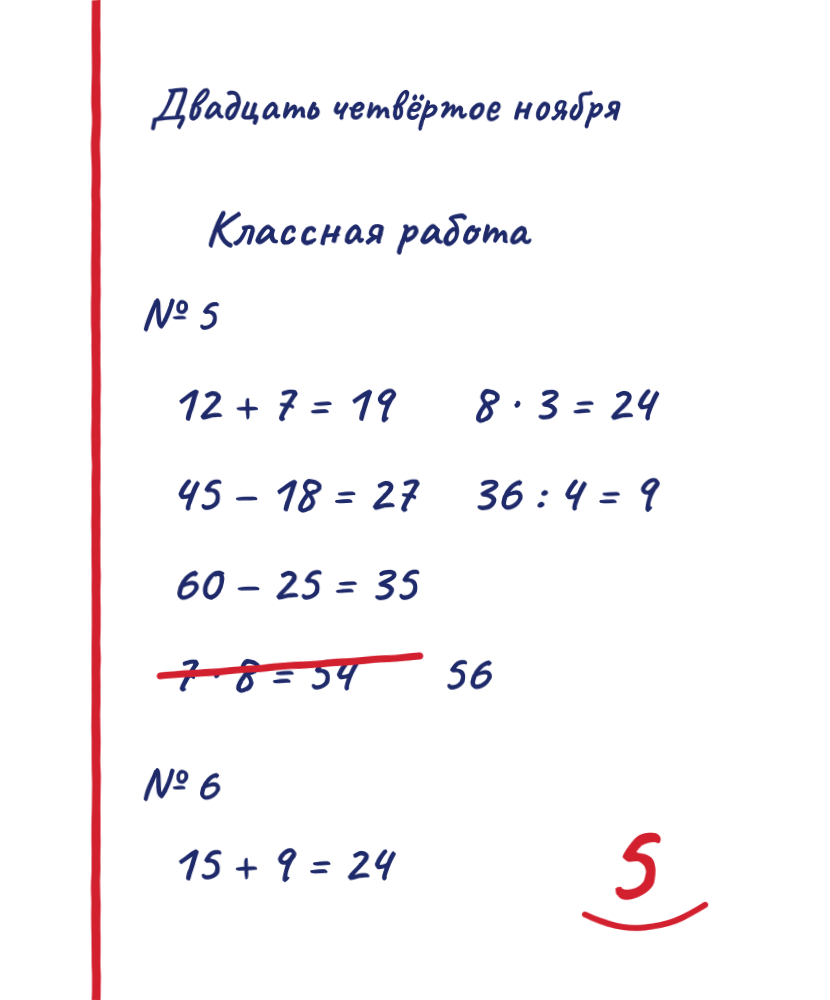 Двадцать четвёртое ноября
Классная работа
№ 5
12 + 7 = 19 8 · 3 = 24
45 – 18 = 27 36 : 4 = 9
60 – 25 = 35
7 · 8 = 54 56
№ 6
15 + 9 = 24
5